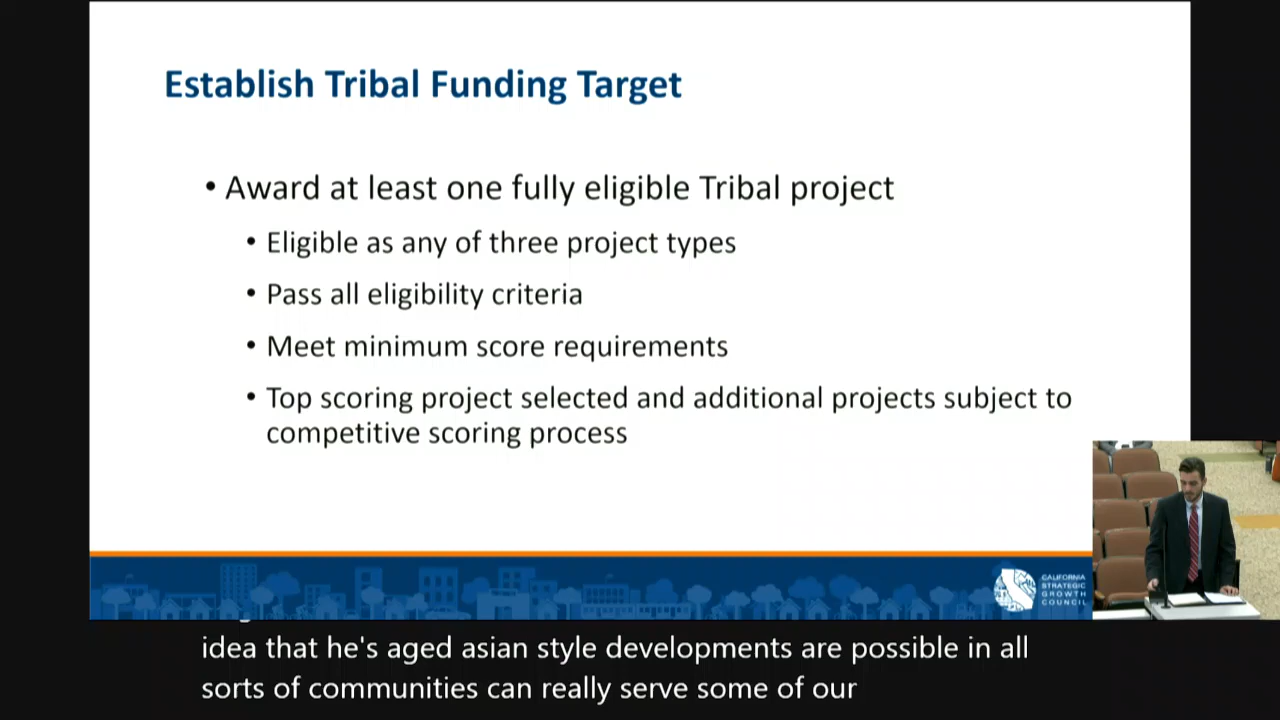 Establish Tribal Funding Target
• Award at least one fully eligible Tribal project
• Eligible as any of three project types
• Pass all eligibility criteria
• Meet minimum score requirements
• Top scoring project selected and additional projects subject to
competitive scoring process
CALIFORNIA
STRATEGIC
GROWTH
COUNCIL
idea that he's aged asian style developments are possible in all
sorts of communities can really serve some of our